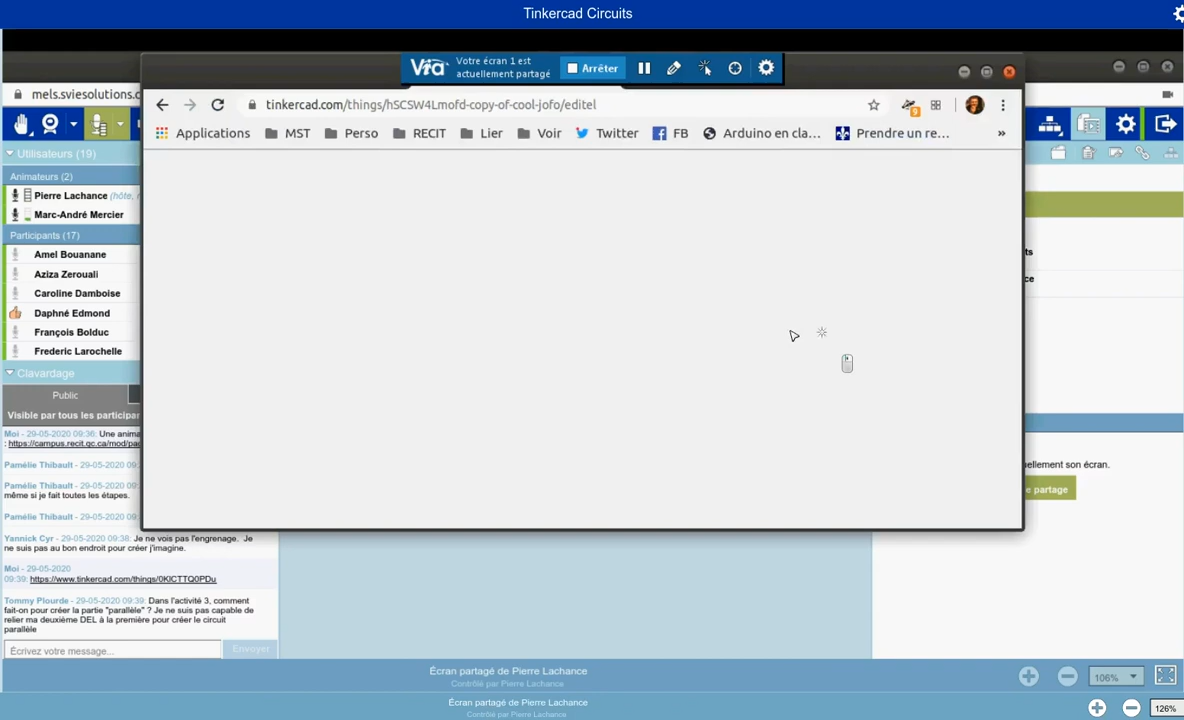 Tinkercad Circuits
Via
Votre écran 1 est
actuellement partagé
Arrêter
mels.sviesolutions.c
tinkercad.com/things/hSCSW4Lmofd-copy-of-cool-jofo/editel
Applications
MST
Perso
RECIT
Lier
Voir
Twitter
FB
Arduino en cla...
Prendre un re...
»
Utilisateurs (19)
Animateurs (2)
Pierre Lachance (hôte,
Marc-André Mercier
Participants (17)
Amel Bouanane
Aziza Zerouali
Caroline Damboise
Daphné Edmond
François Bolduc
Frederic Larochelle
Clavardage
Public
Visible par tous les participar
Moi - 29-05-2020 09:36: Une anima
: https://campus.recit.qc.ca/mod/pag
Pamélie Thibault - 29-05-2020 09:
Pamélie Thibault - 29-05-2020 09:
même si je fait toutes les étapes.
Pamélie Thibault - 29-05-2020 09:
Yannick Cyr - 29-05-2020 09:38: Je ne vois pas l'engrenage. Je
ne suis pas au bon endroit pour créer j'imagine.
Moi - 29-05-2020
09:39: https://www.tinkercad.com/things/0KlCTTQ0PDu
Tommy Plourde - 29-05-2020 09:39: Dans l'activité 3, comment
fait-on pour créer la partie "parallèle" ? Je ne suis pas capable de
relier ma deuxième DEL à la première pour créer le circuit
parallèle
Écrivez votre message...
Envoyer
ts
ce
uellement son écran.
e partage
Écran partagé de Pierre Lachance
Contrôlé par Pierre Lachance
106%
Écran partagé de Pierre Lachance
Contrôlé par Pierre Lachance
126%